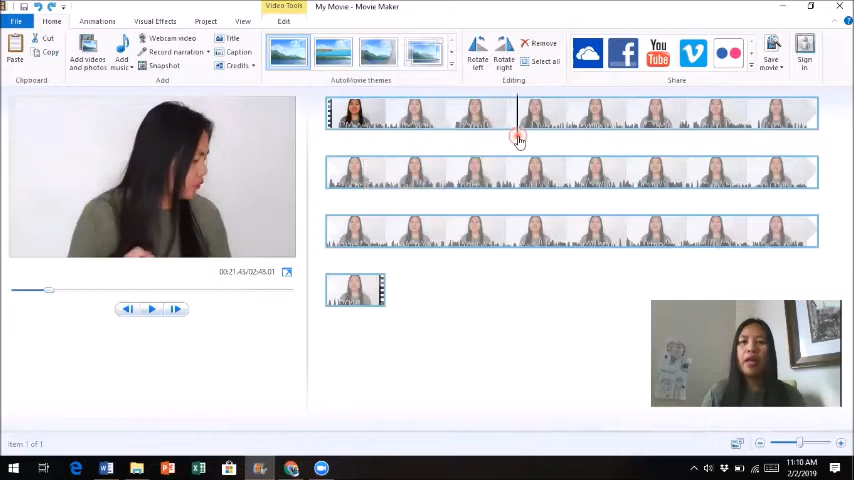 Video Tools
My Movie - Movie Maker
File Home Animations Visual Effects Project View Edit
Paste
Cut
Copy
Clipboard
Add videos and photos
Add music
Webcam video
Record narration
Snapshot
Title
Caption
Credits
Add
AutoMovie themes
Rotate left
Rotate right
Remove
Select all
Editing
You Tube
Share
Save movie
Sign in
00:21.43/02:48.01
Item 1 of 1
11:10 AM
2/2/2019